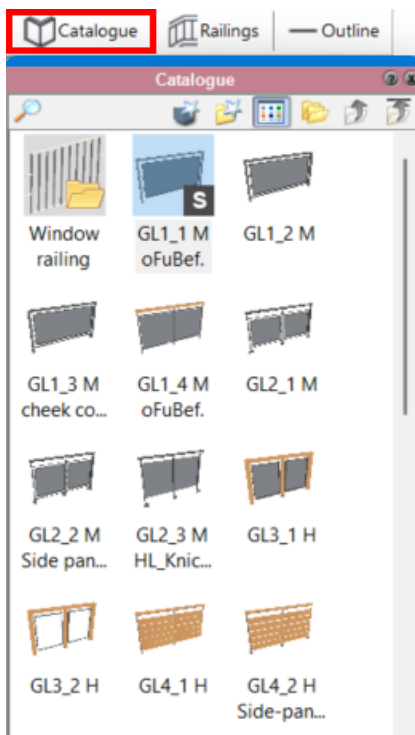 Catalogue
Railings
Outline
Catalogue
Window
railing
S
GL1_1 M
oFuBef.
GL1_2 M
GL1_3 M
cheek co...
GL1_4 M
oFuBef.
GL2_1 M
GL2_2 M
Side pan...
GL2_3 M
HL_Knic...
GL3_1 H
GL3_2 H
GL4_1 H
GL4_2 H
Side-pan...